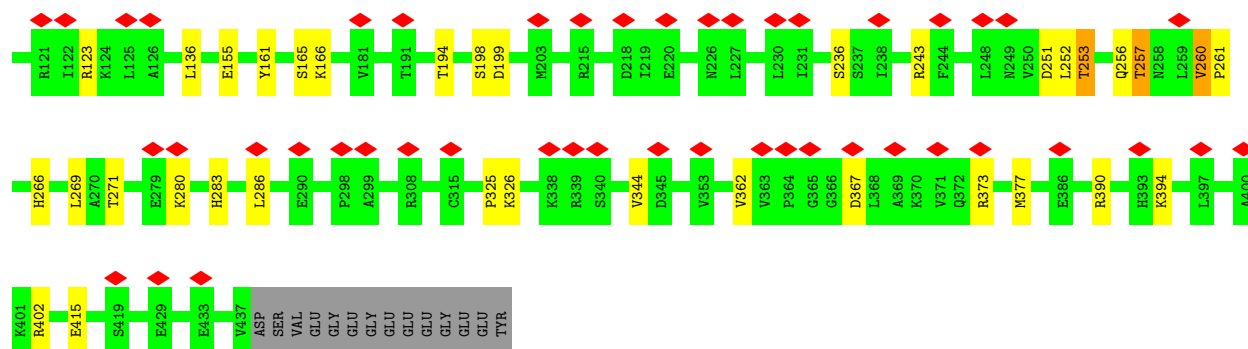 R121 I122 R123 K124 L125 A126 L136 E155 Y161 S165 K166 V181 T191 T194 S198 D199 M203 R215 D218 I219 E220 N226 L227 L230 I231 S236 S237 I238 R243 F244 L248 N249 V250 D251 L252 T253 Q256 T257 N258 L259 V260 P261
H266 L269 A270 T271 E279 K280 H283 L286 E290 P298 A299 R308 C315 P325 K326 K338 R339 S340 V344 D345 V353 V362 V363 P364 G365 G366 D367 L368 A369 K370 V371 Q372 R373 M377 E386 R390 H393 K394 L397 A400
K401 R402 E415 S419 E429 E433 V437 ASP SER VAL GLU GLY GLU GLY GLU GLU GLU GLY GLU GLU TYR